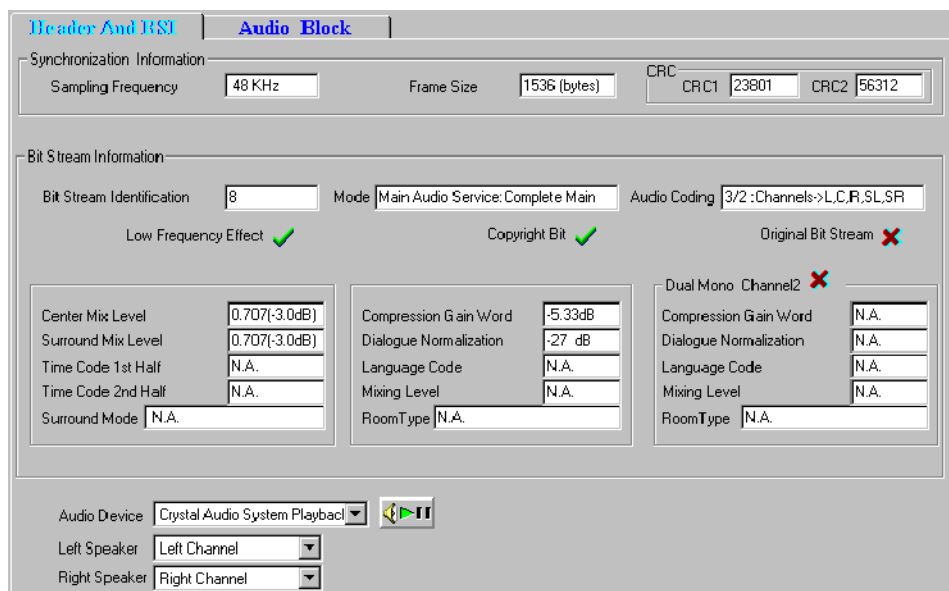 Header And BSI Audio Block
Synchronization Information
Sampling Frequency 48 KHz Frame Size 1536 (bytes) CRC CRC1 23801 CRC2 56312
Bit Stream Information
Bit Stream Identification 8 Mode Main Audio Service:Complete Main Audio Coding 3/2 :Channels->L,C,R,SL,SR
Low Frequency Effect Copyright Bit Original Bit Stream
Dual Mono Channel2
Center Mix Level 0.707(-3.0dB) Compression Gain Word -5.33dB Compression Gain Word N.A.
Surround Mix Level 0.707(-3.0dB) Dialogue Normalization -27 dB Dialogue Normalization N.A.
Time Code 1st Half N.A. Language Code N.A. Language Code N.A.
Time Code 2nd Half N.A. Mixing Level N.A. Mixing Level N.A.
Surround Mode N.A. RoomType N.A. RoomType N.A.
Audio Device Crystal Audio System Playbacl
Left Speaker Left Channel
Right Speaker Right Channel